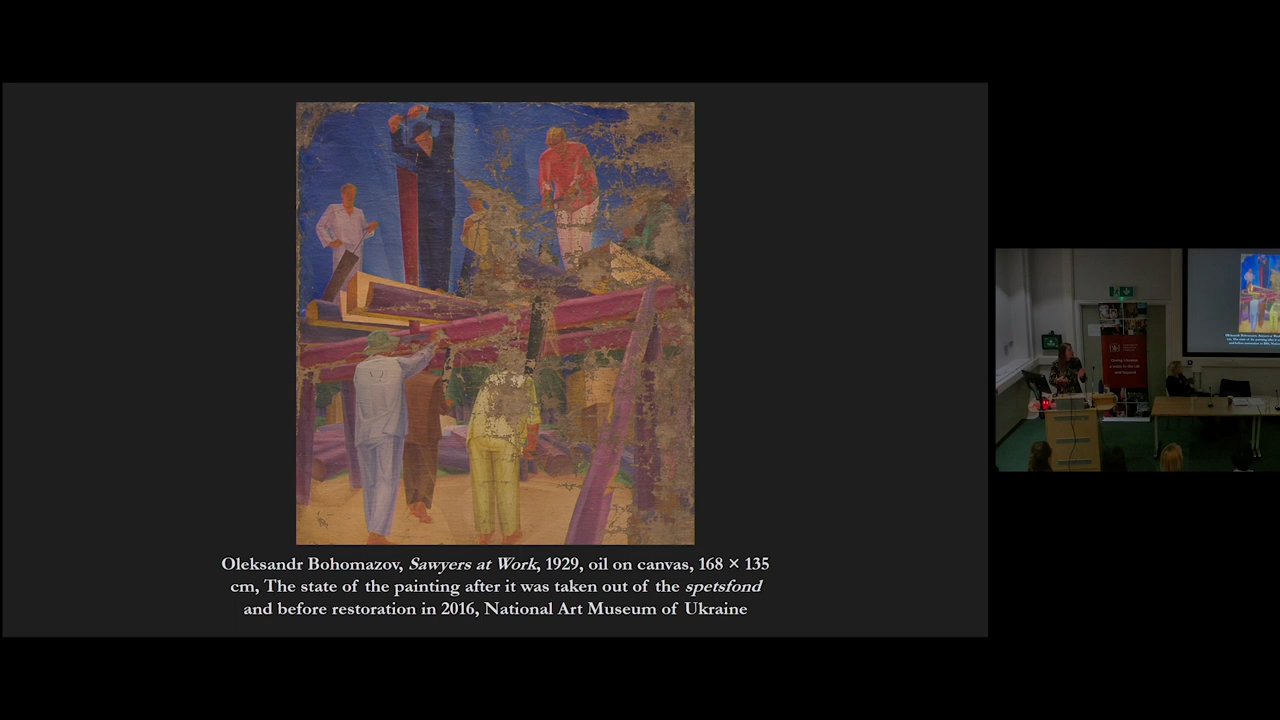 Oleksandr Bohomazov, Sawyers at Work, 1929, oil on canvas, 168 × 135
cm, The state of the painting after it was taken out of the spetsfond
and before restoration in 2016, National Art Museum of Ukraine